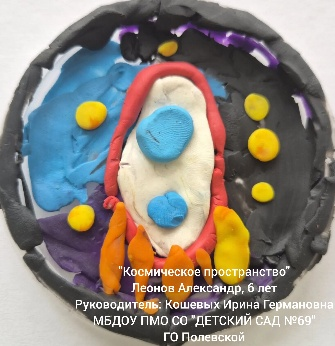 "Космическое пространство"
Леонов Александр, 6 лет
Руководитель: Кошевых Ирина Германовна
МБДОУ ПМО СО "ДЕТСКИЙ САД №69"
ГО Полевской